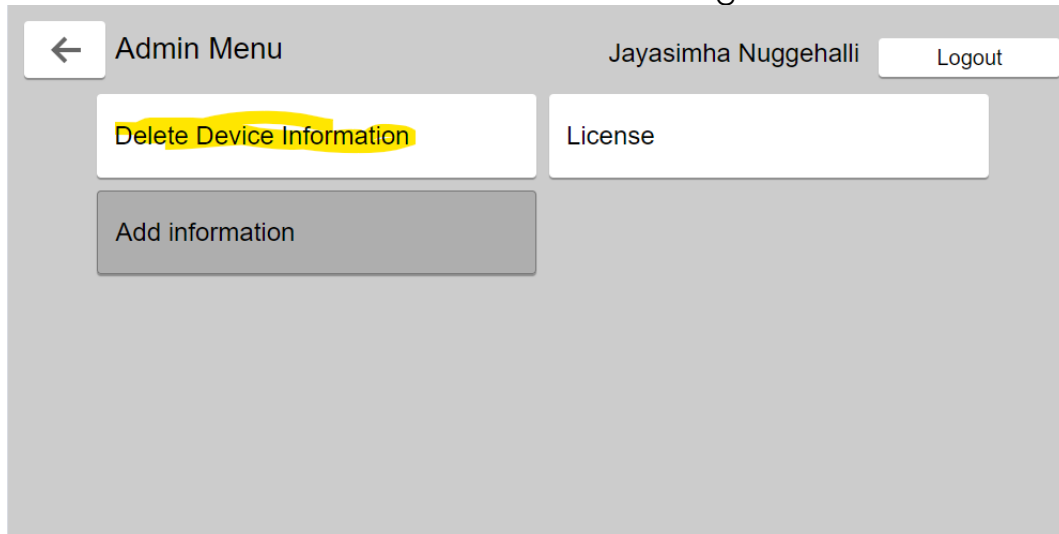 Admin Menu
Jayasimha Nuggehalli
Logout
Delete Device Information
License
Add information